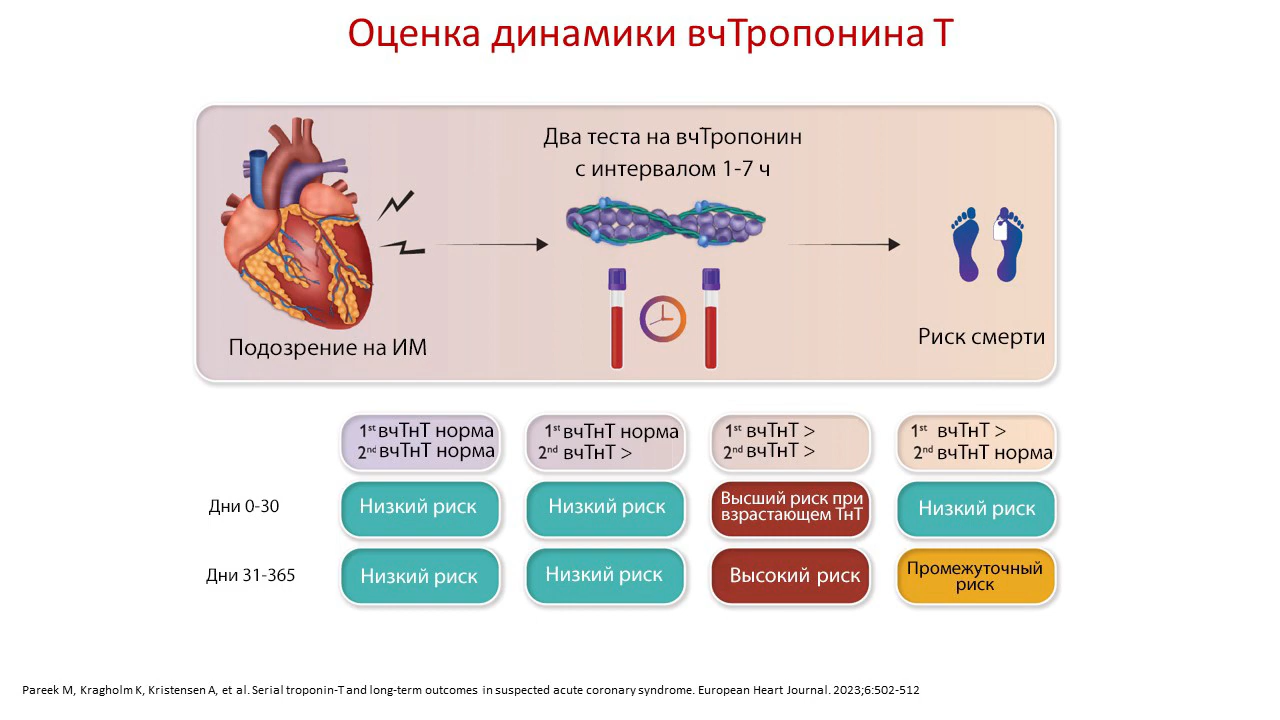 Оценка динамики вчТропонина Т
Два теста на вчТропонин
с интервалом 1-7 ч
Подозрение на ИМ
Риск смерти
1st вчТнТ норма
2nd вчТнТ норма
1st вчТнТ норма
2nd вчТнТ >
1st вчТнТ >
2nd вчТнТ >
1st вчТнТ >
2nd вчТнТ норма
Дни 0-30
Низкий риск
Низкий риск
Высший риск при
взрастающем ТнТ
Низкий риск
Дни 31-365
Низкий риск
Низкий риск
Высокий риск
Промежуточный
риск
Pareek M, Kragholm K, Kristensen A, et al. Serial troponin-T and long-term outcomes in suspected acute coronary syndrome. European Heart Journal. 2023;6:502-512